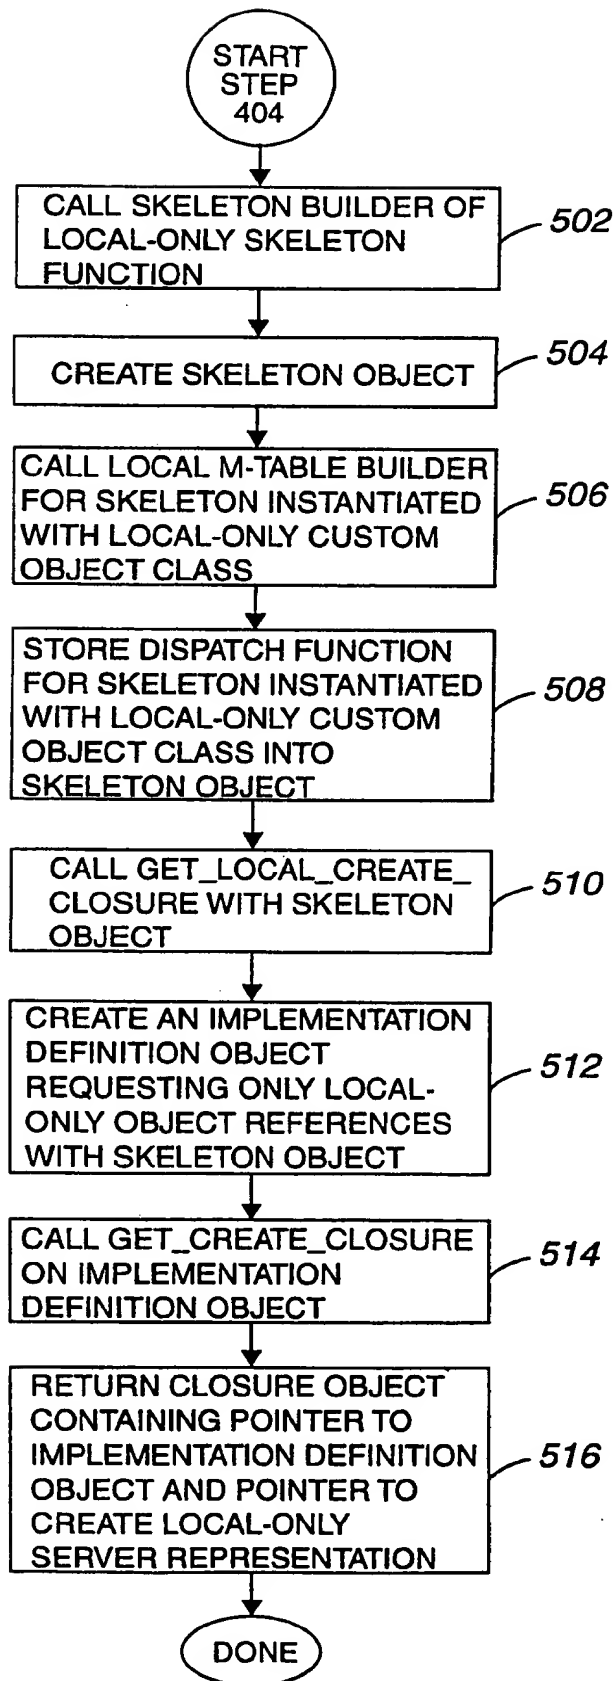 START
STEP
404
CALL SKELETON BUILDER OF
LOCAL-ONLY SKELETON
FUNCTION
502
CREATE SKELETON OBJECT
504
CALL LOCAL M-TABLE BUILDER
FOR SKELETON INSTANTIATED
WITH LOCAL-ONLY CUSTOM
OBJECT CLASS
506
STORE DISPATCH FUNCTION
FOR SKELETON INSTANTIATED
WITH LOCAL-ONLY CUSTOM
OBJECT CLASS INTO
SKELETON OBJECT
508
CALL GET_LOCAL_CREATE_
CLOSURE WITH SKELETON
OBJECT
510
CREATE AN IMPLEMENTATION
DEFINITION OBJECT
REQUESTING ONLY LOCAL-
ONLY OBJECT REFERENCES
WITH SKELETON OBJECT
512
CALL GET_CREATE_CLOSURE
ON IMPLEMENTATION
DEFINITION OBJECT
514
RETURN CLOSURE OBJECT
CONTAINING POINTER TO
IMPLEMENTATION DEFINITION
OBJECT AND POINTER TO
CREATE LOCAL-ONLY
SERVER REPRESENTATION
516
DONE